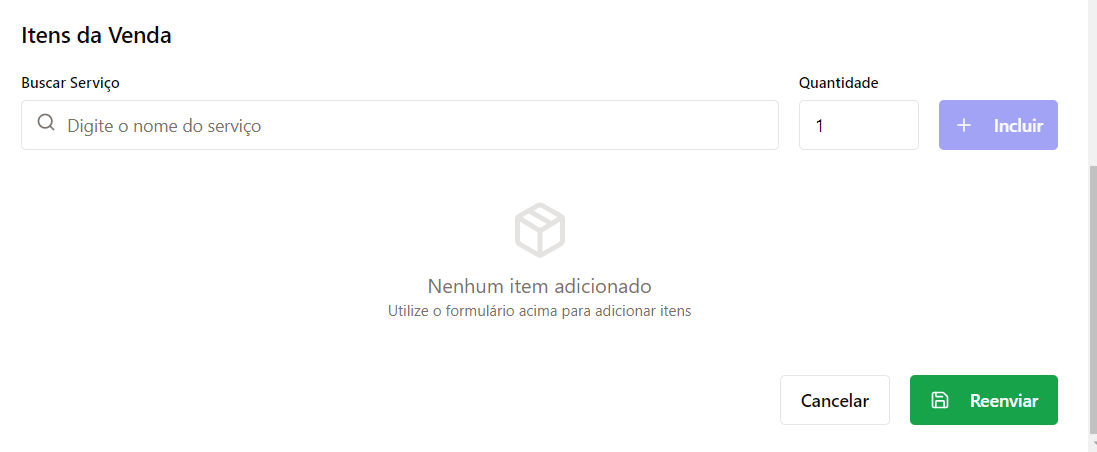 Itens da Venda
Buscar Serviço
Quantidade
Digite o nome do serviço
1
Incluir
Nenhum item adicionado
Utilize o formulário acima para adicionar itens
Cancelar
Reenviar